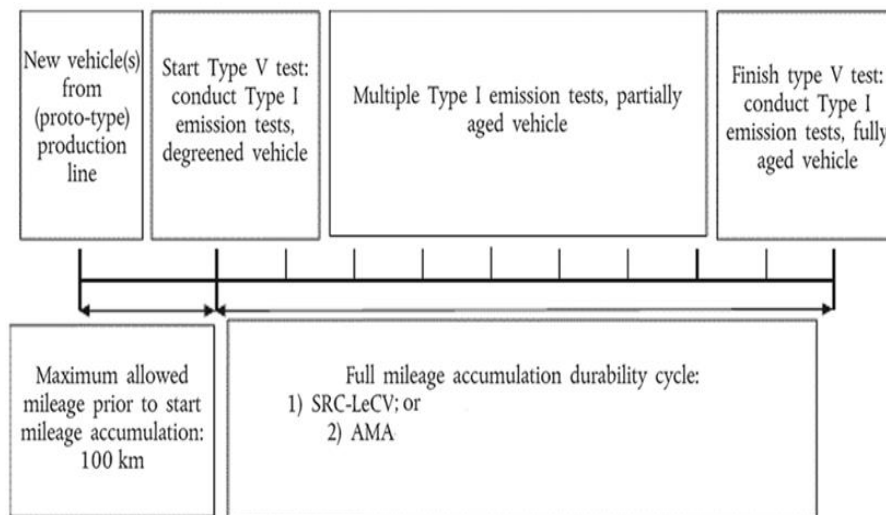 New vehicle(s)
from
(proto-type)
production
line
Start Type V test:
conduct Type I
emission tests,
degreened vehicle
Multiple Type I emission tests, partially
aged vehicle
Finish type V test:
conduct Type I
emission tests, fully
aged vehicle
Maximum allowed
mileage prior to start
mileage accumulation:
100 km
Full mileage accumulation durability cycle:
1) SRC-LeCV; or
2) AMA